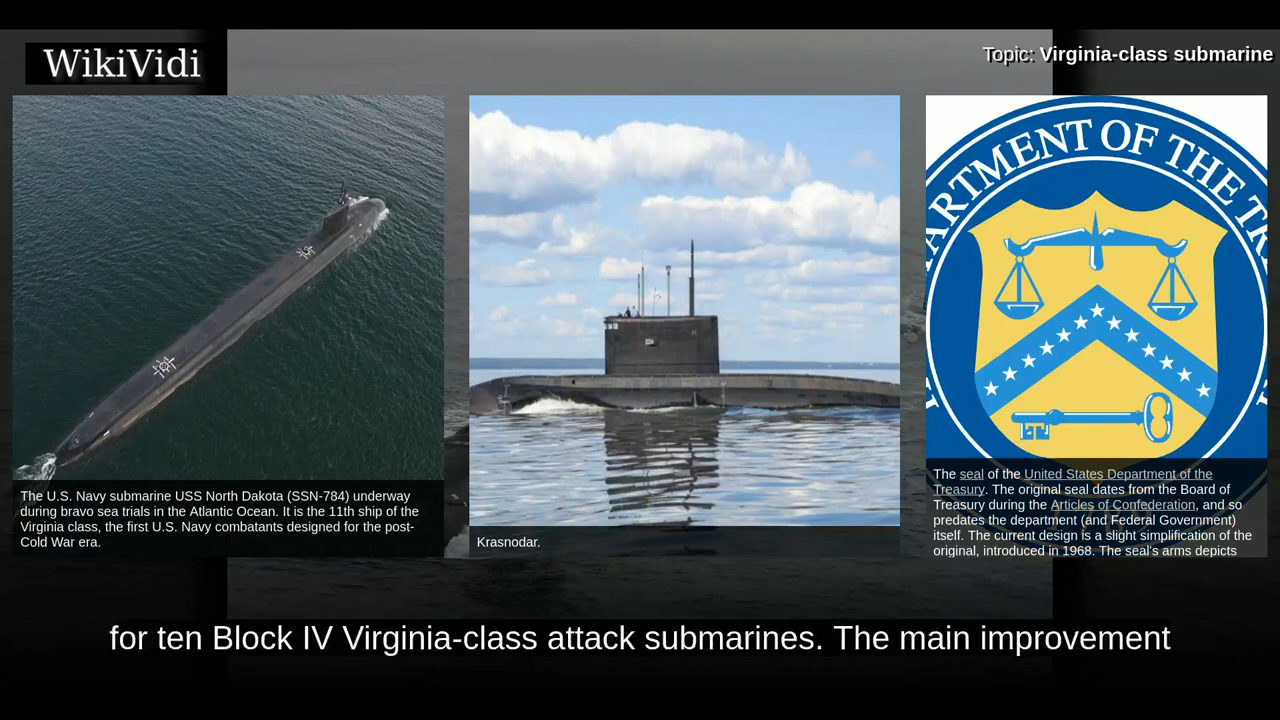 WikiVidi
Topic: Virginia-class submarine
ARTMENT OF THE TR
The U.S. Navy submarine USS North Dakota (SSN-784) underway
during bravo sea trials in the Atlantic Ocean. It is the 11th ship of the
Virginia class, the first U.S. Navy combatants designed for the post-
Cold War era.
Krasnodar.
The seal of the United States Department of the
Treasury. The original seal dates from the Board of
Treasury during the Articles of Confederation, and so
predates the department (and Federal Government)
itself. The current design is a slight simplification of the
original, introduced in 1968. The seal's arms depicts
for ten Block IV Virginia-class attack submarines. The main improvement